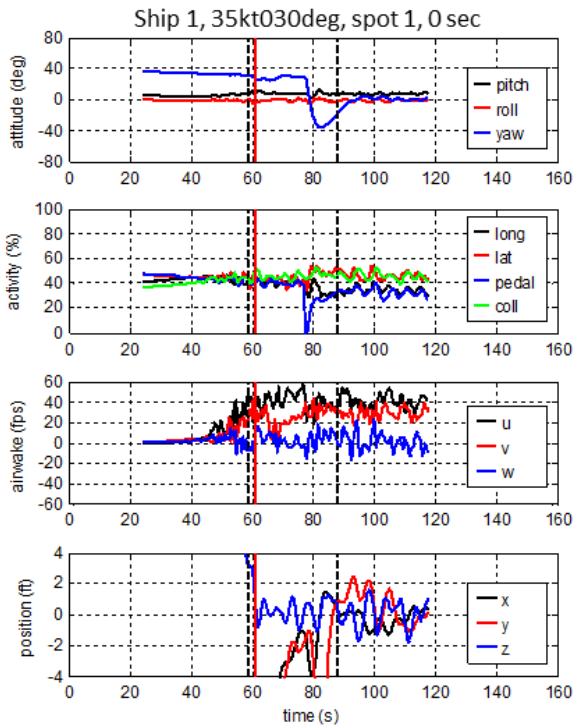 Ship 1, 35kt030deg, spot 1, 0 sec
attitude (deg)
80
40
0
-40
-80
pitch
roll
yaw
0 20 40 60 80 100 120 140 160
activity (%)
100
80
60
40
20
0
long
lat
pedal
coll
0 20 40 60 80 100 120 140 160
airwake (fps)
60
40
20
0
-20
-40
-60
u
v
w
0 20 40 60 80 100 120 140 160
position (ft)
4
2
0
-2
-4
x
y
z
0 20 40 60 80 100 120 140 160
time (s)